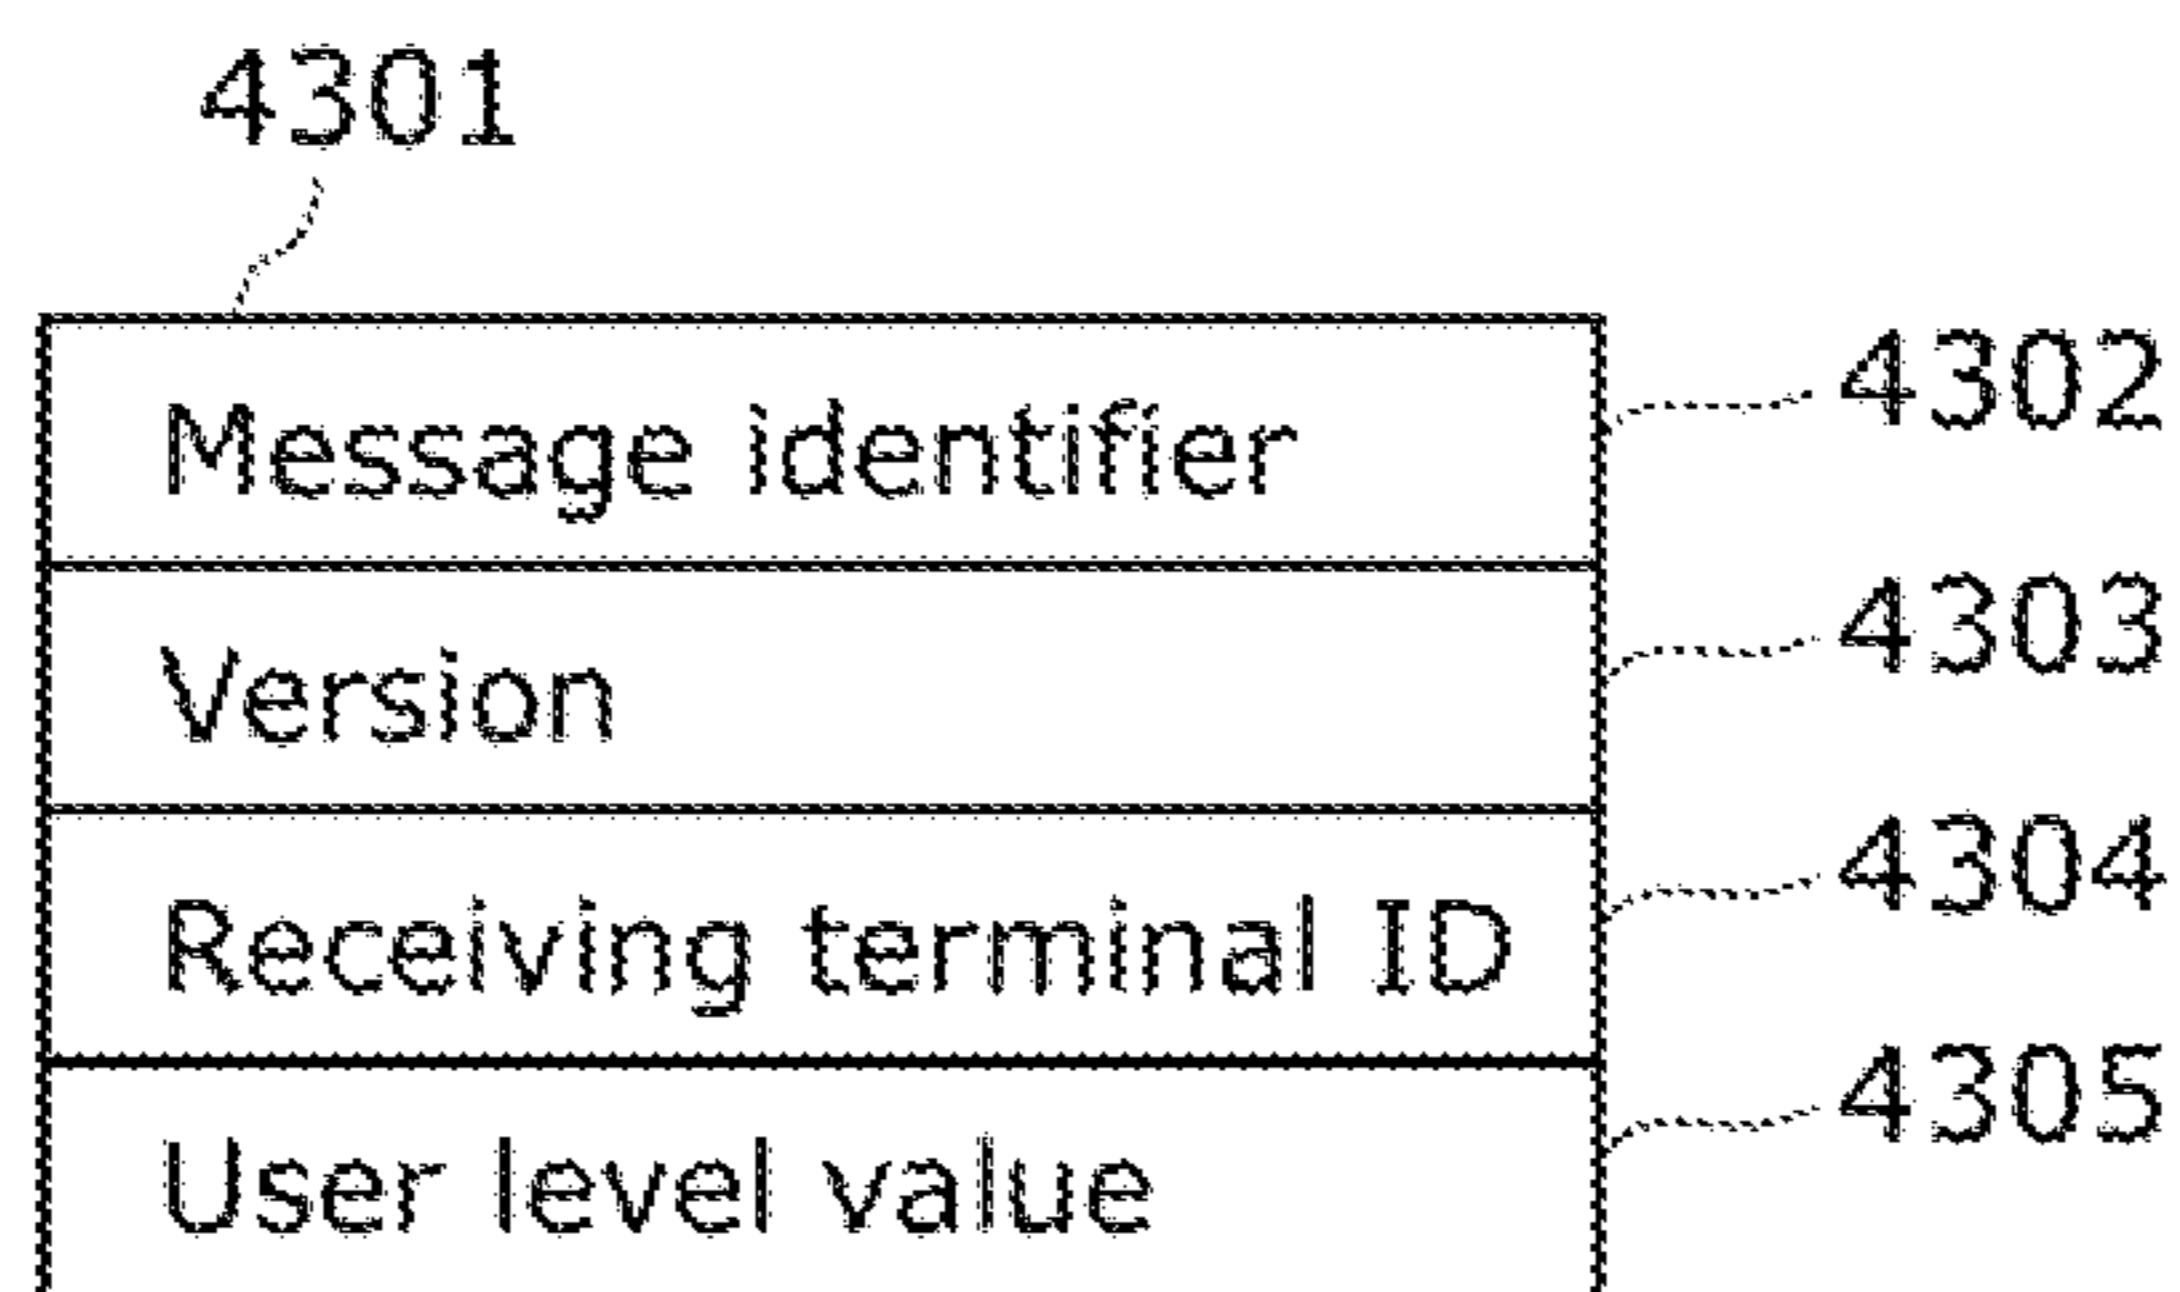 4301
Message identifier 4302
Version 4303
Receiving terminal ID 4304
User level value 4305